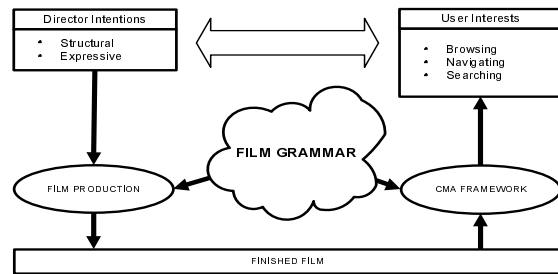 Director Intentions
Structural
Expressive
User Interests
Browsing
Navigating
Searching
FILM GRAMMAR
FILM PRODUCTION
CMA FRAMEWORK
FINISHED FILM